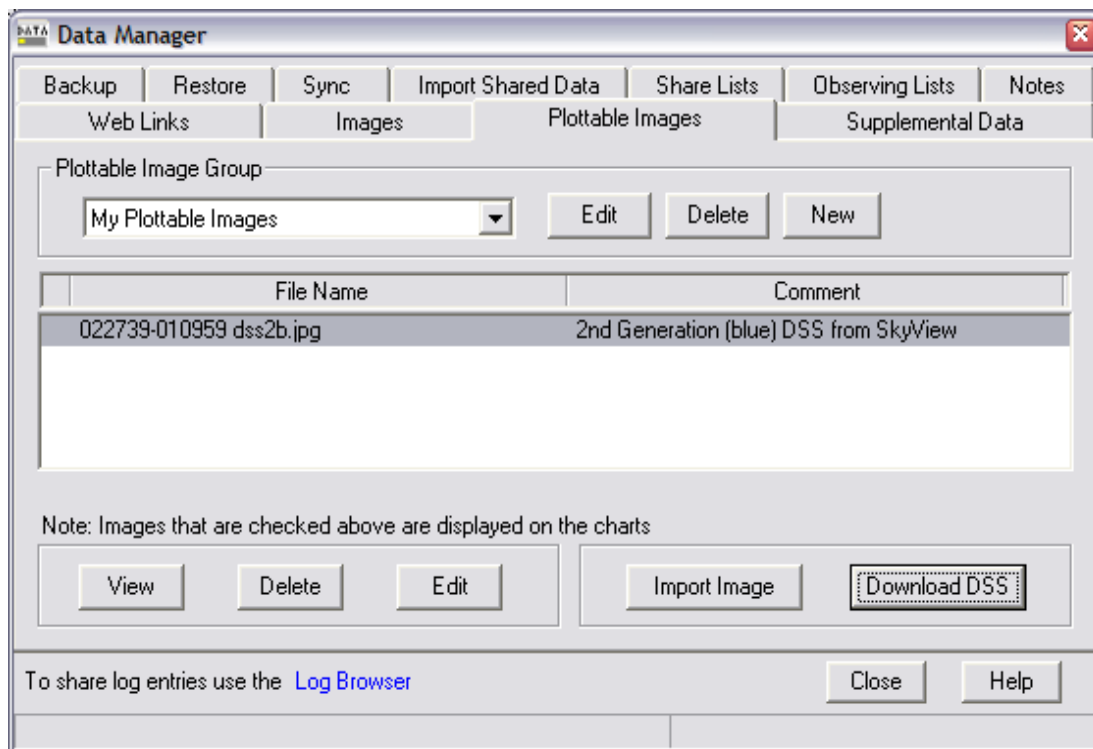 DATA Data Manager
Backup Restore Sync Import Shared Data Share Lists Observing Lists Notes
Web Links Images Plottable Images Supplemental Data
Plottable Image Group
My Plottable Images Edit Delete New
File Name Comment
022739-010959 dss2b.jpg 2nd Generation (blue) DSS from SkyView
Note: Images that are checked above are displayed on the charts
View Delete Edit Import Image Download DSS
To share log entries use the Log Browser Close Help